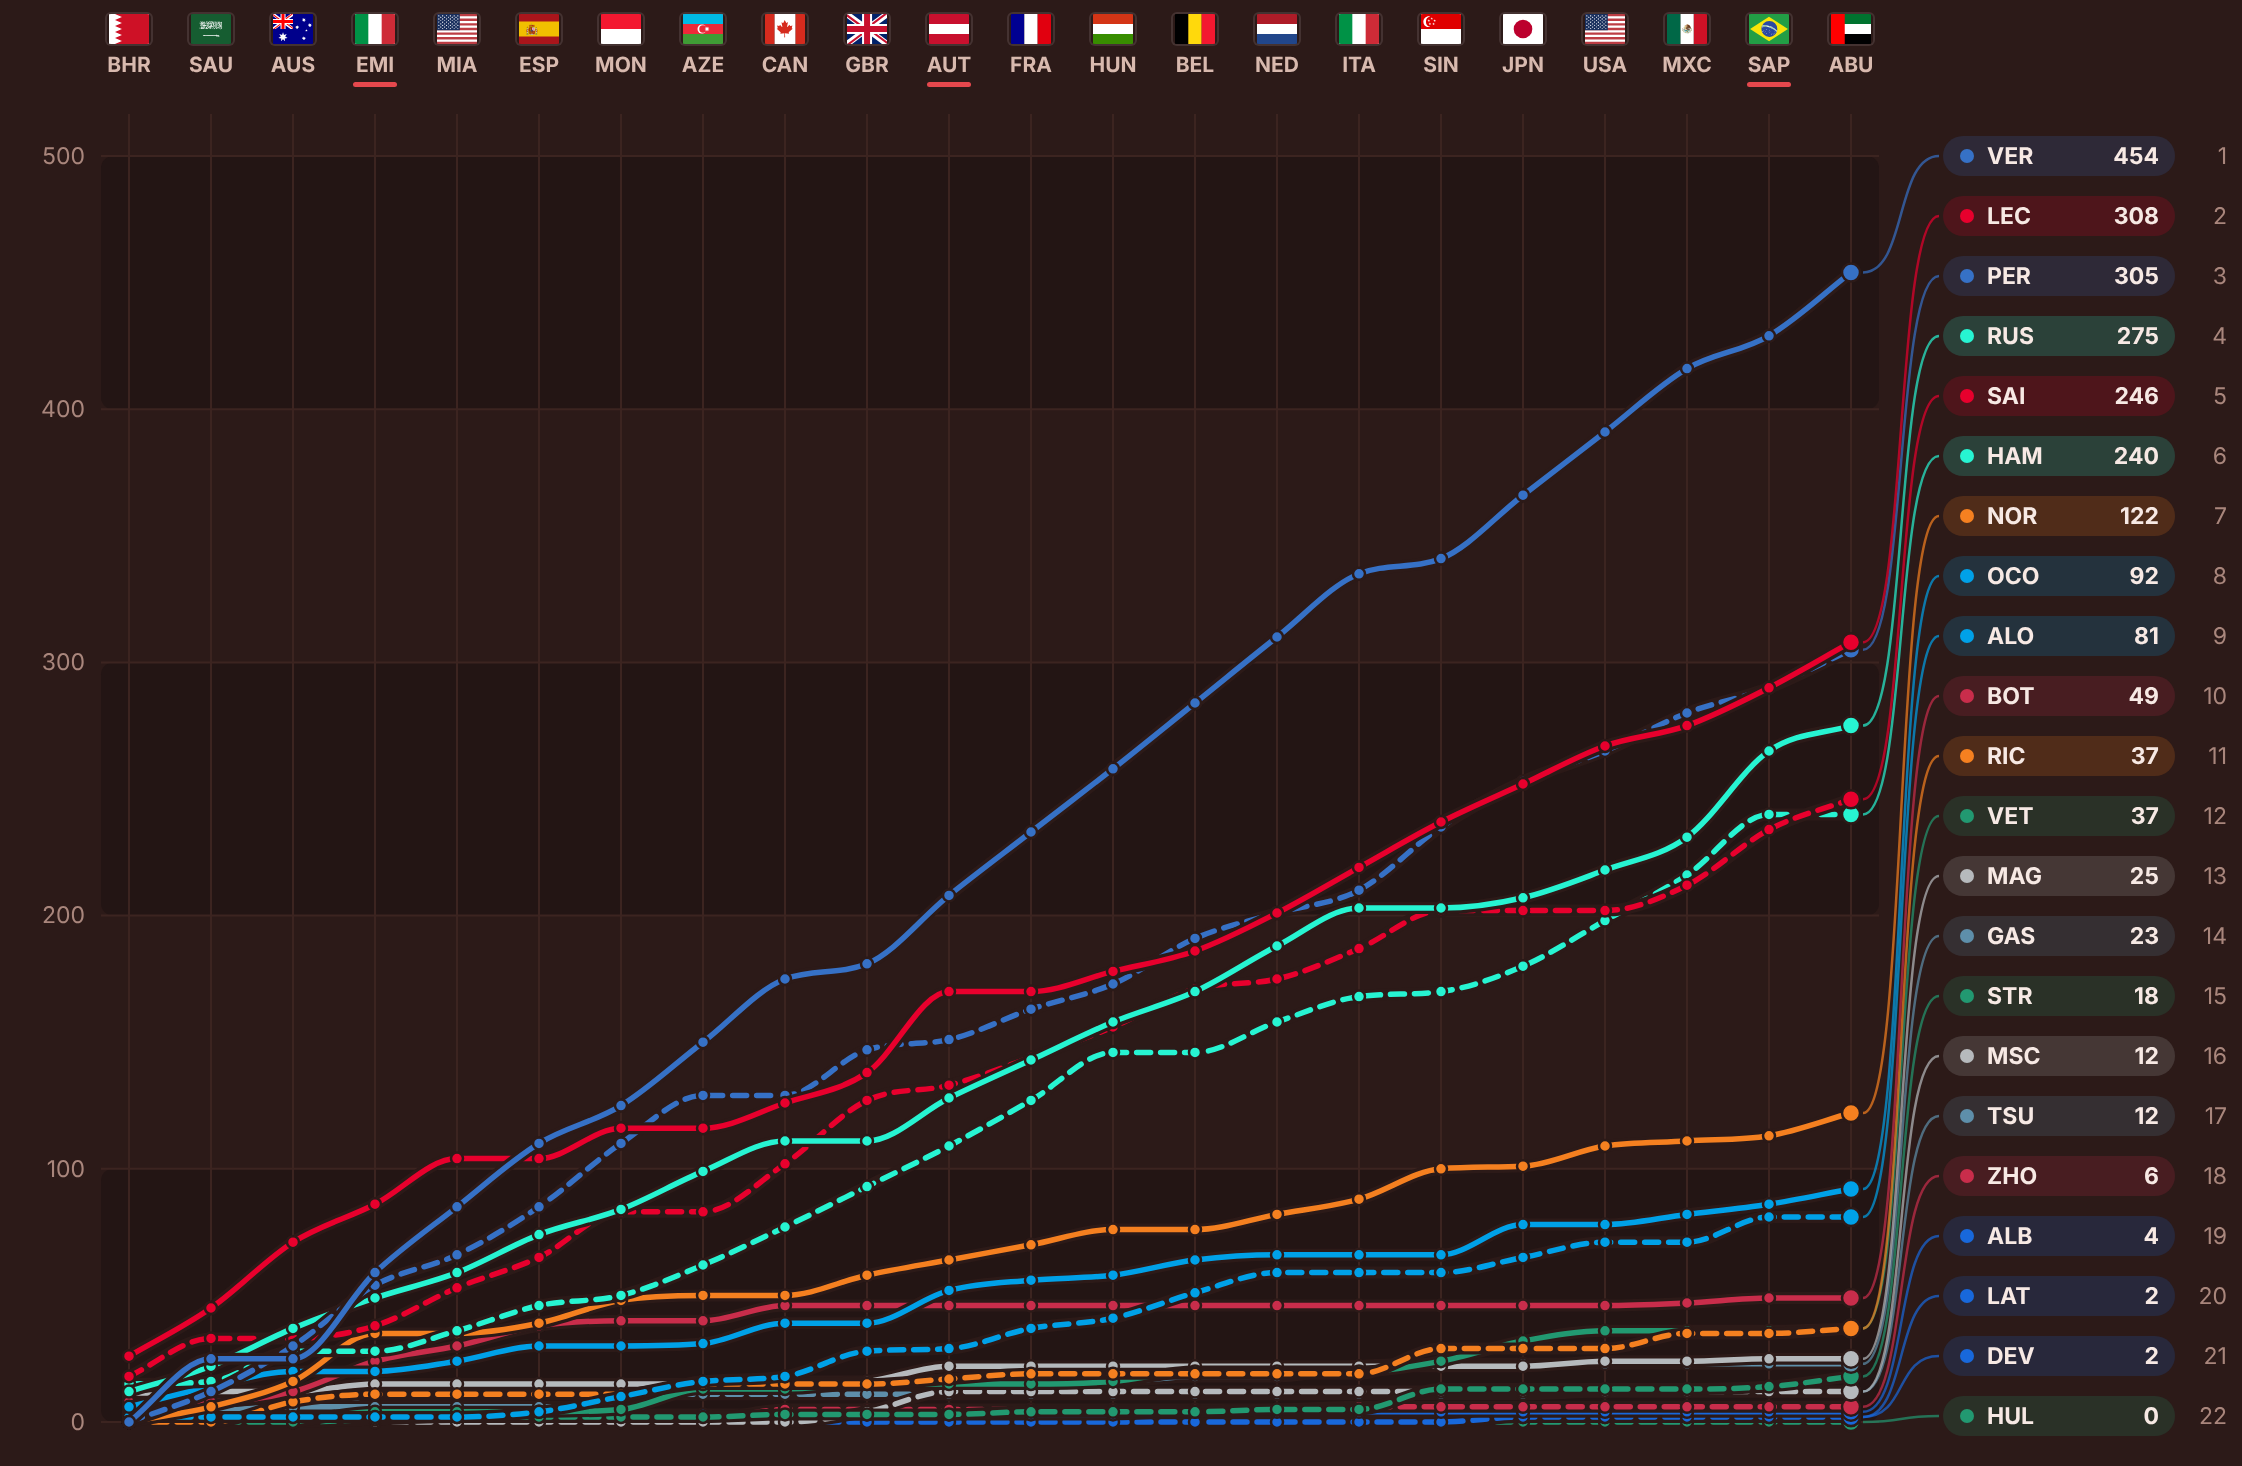 BHR SAU AUS EMI MIA ESP MON AZE CAN GBR AUT FRA HUN BEL NED ITA SIN JPN USA MXC SAP ABU
500
400
300
200
100
0
VER 454 1
LEC 308 2
PER 305 3
RUS 275 4
SAI 246 5
HAM 240 6
NOR 122 7
OCO 92 8
ALO 81 9
BOT 49 10
RIC 37 11
VET 37 12
MAG 25 13
GAS 23 14
STR 18 15
MSC 12 16
TSU 12 17
ZHO 6 18
ALB 4 19
LAT 2 20
DEV 2 21
HUL 0 22